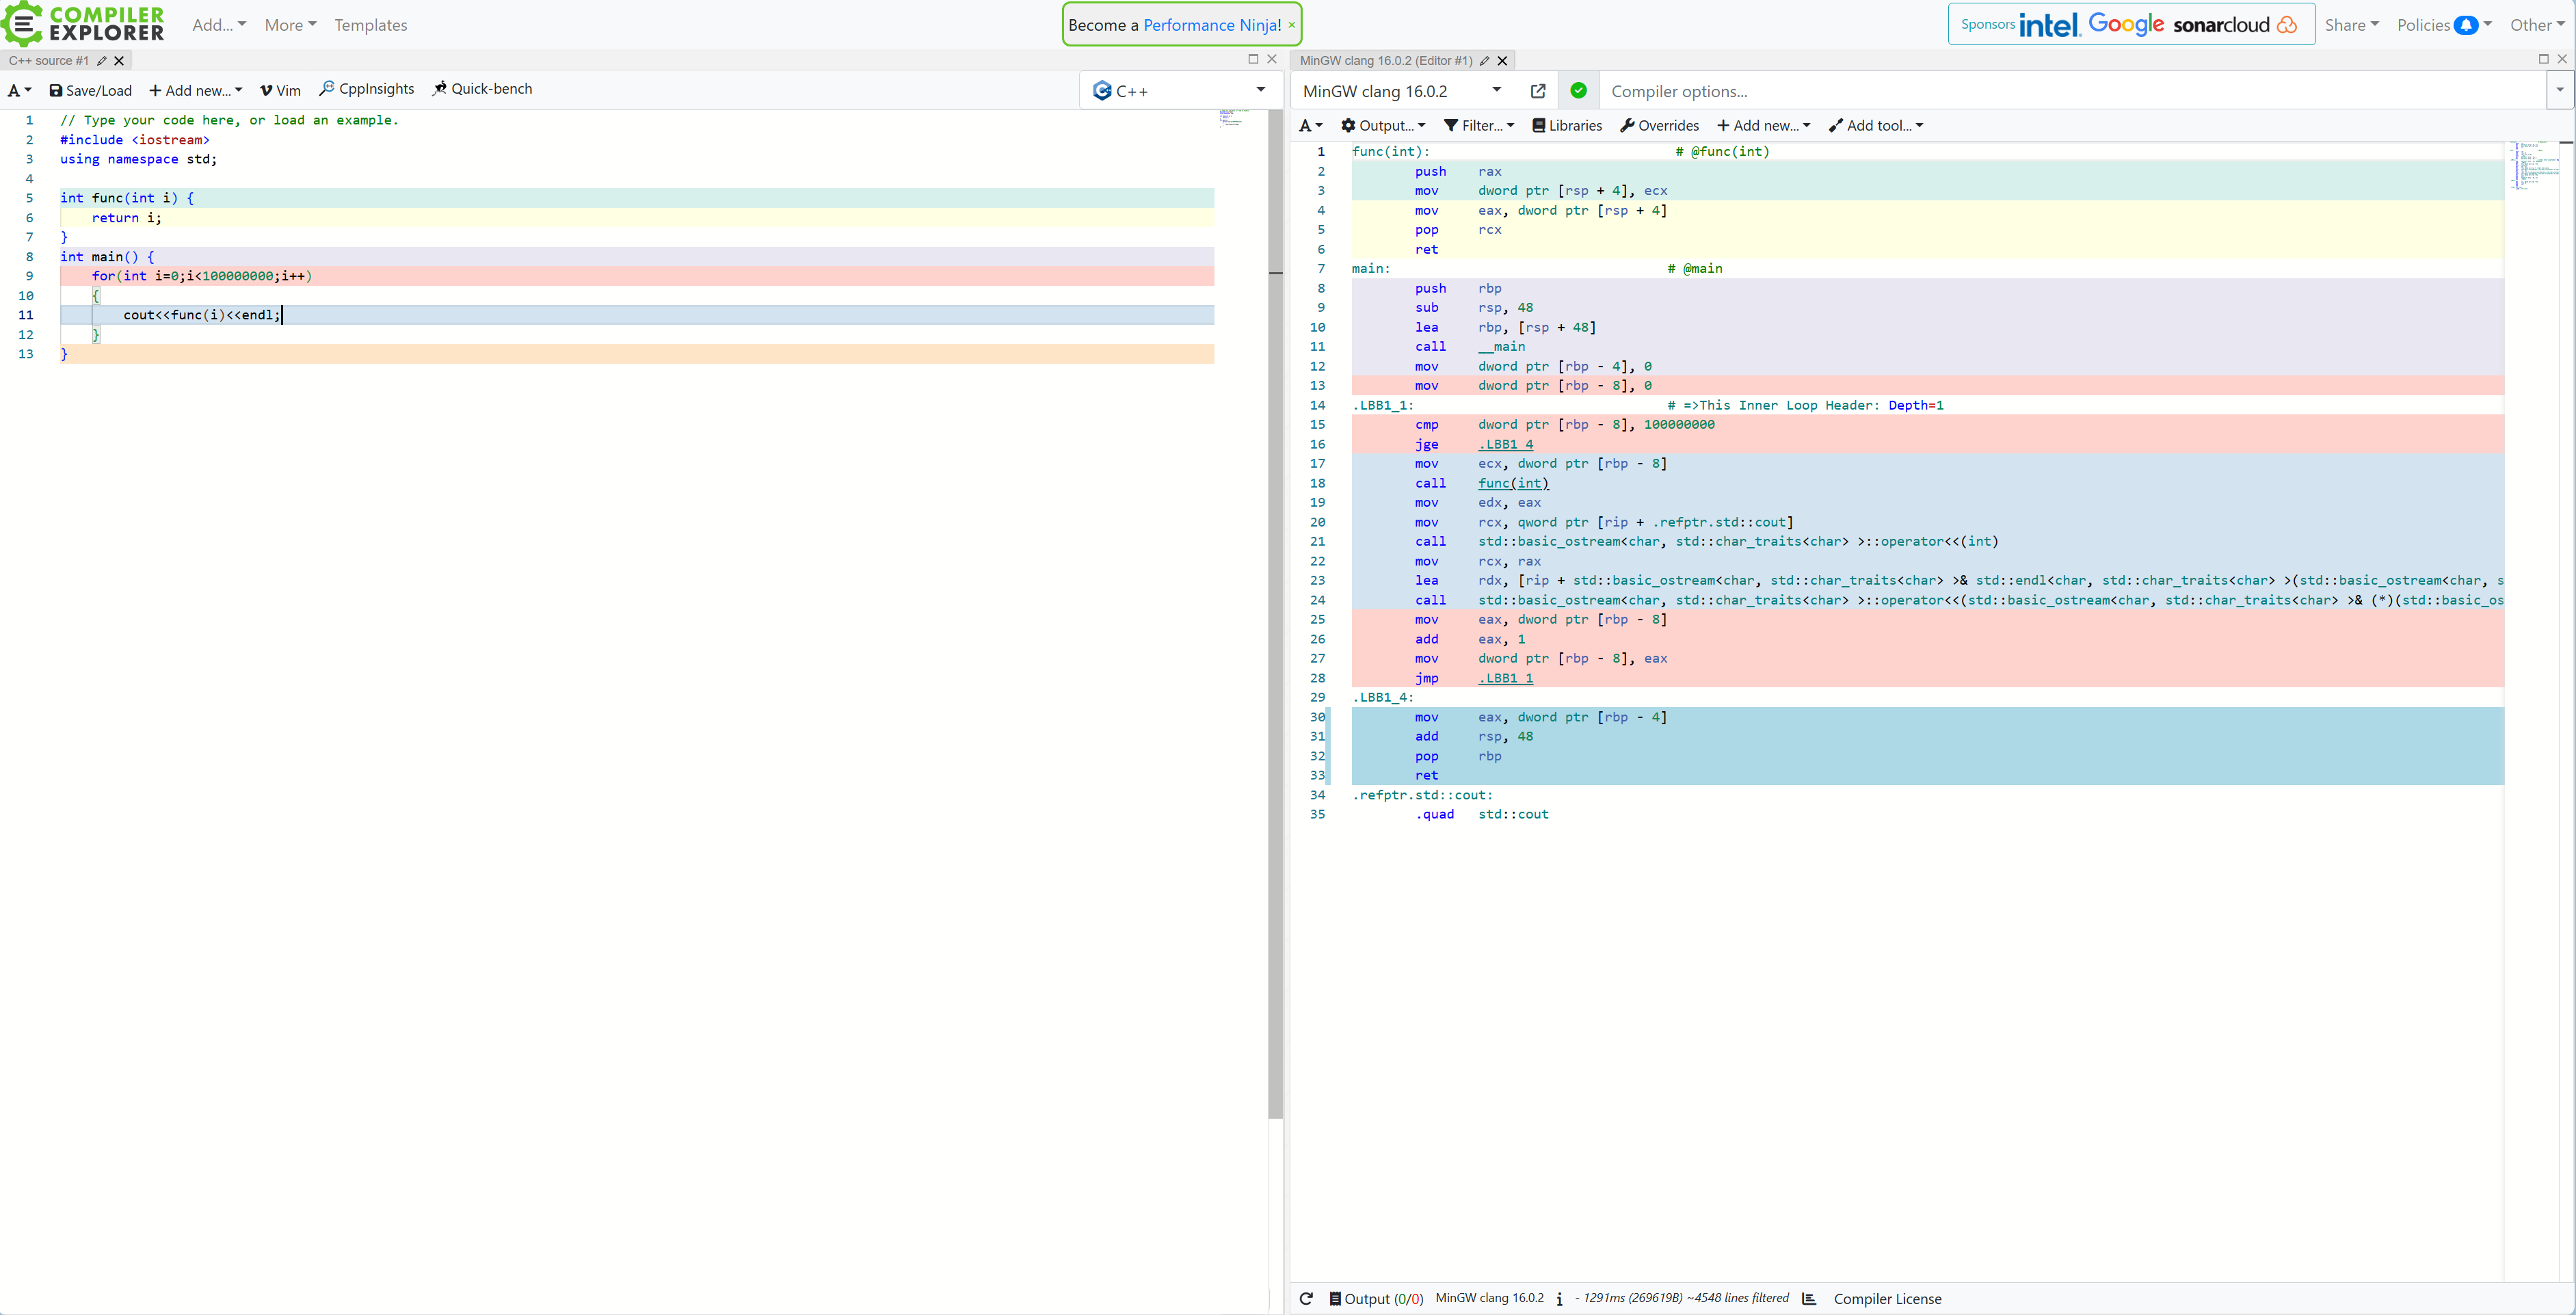 COMPILER EXPLORER Add... More Templates Become a Performance Ninja! × Sponsors intel. Google sonarcloud Share Policies Other
C++ source #1
A Save/Load + Add new... Vim CppInsights Quick-bench C++
1 // Type your code here, or load an example.
2 #include <iostream>
3 using namespace std;
4
5 int func(int i) {
6 return i;
7 }
8 int main() {
9 for(int i=0;i<100000000;i++)
10 {
11 cout<<func(i)<<endl;
12 }
13 }
MinGW clang 16.0.2 (Editor #1)
MinGW clang 16.0.2 Compiler options...
A Output... Filter... Libraries Overrides + Add new... Add tool...
1 func(int): # @func(int)
2 push rax
3 mov dword ptr [rsp + 4], ecx
4 mov eax, dword ptr [rsp + 4]
5 pop rcx
6 ret
7 main: # @main
8 push rbp
9 sub rsp, 48
10 lea rbp, [rsp + 48]
11 call __main
12 mov dword ptr [rbp - 4], 0
13 mov dword ptr [rbp - 8], 0
14 .LBB1_1: # =>This Inner Loop Header: Depth=1
15 cmp dword ptr [rbp - 8], 100000000
16 jge .LBB1_4
17 mov ecx, dword ptr [rbp - 8]
18 call func(int)
19 mov edx, eax
20 mov rcx, qword ptr [rip + .refptr.std::cout]
21 call std::basic_ostream<char, std::char_traits<char> >::operator<<(int)
22 mov rcx, rax
23 lea rdx, [rip + std::basic_ostream<char, std::char_traits<char> >& std::endl<char, std::char_traits<char> >(std::basic_ostream<char, s
24 call std::basic_ostream<char, std::char_traits<char> >::operator<<(std::basic_ostream<char, std::char_traits<char> >& (*)(std::basic_os
25 mov eax, dword ptr [rbp - 8]
26 add eax, 1
27 mov dword ptr [rbp - 8], eax
28 jmp .LBB1_1
29 .LBB1_4:
30 mov eax, dword ptr [rbp - 4]
31 add rsp, 48
32 pop rbp
33 ret
34 .refptr.std::cout:
35 .quad std::cout
Output (0/0) MinGW clang 16.0.2 i - 1291ms (269619B) ~4548 lines filtered Compiler License